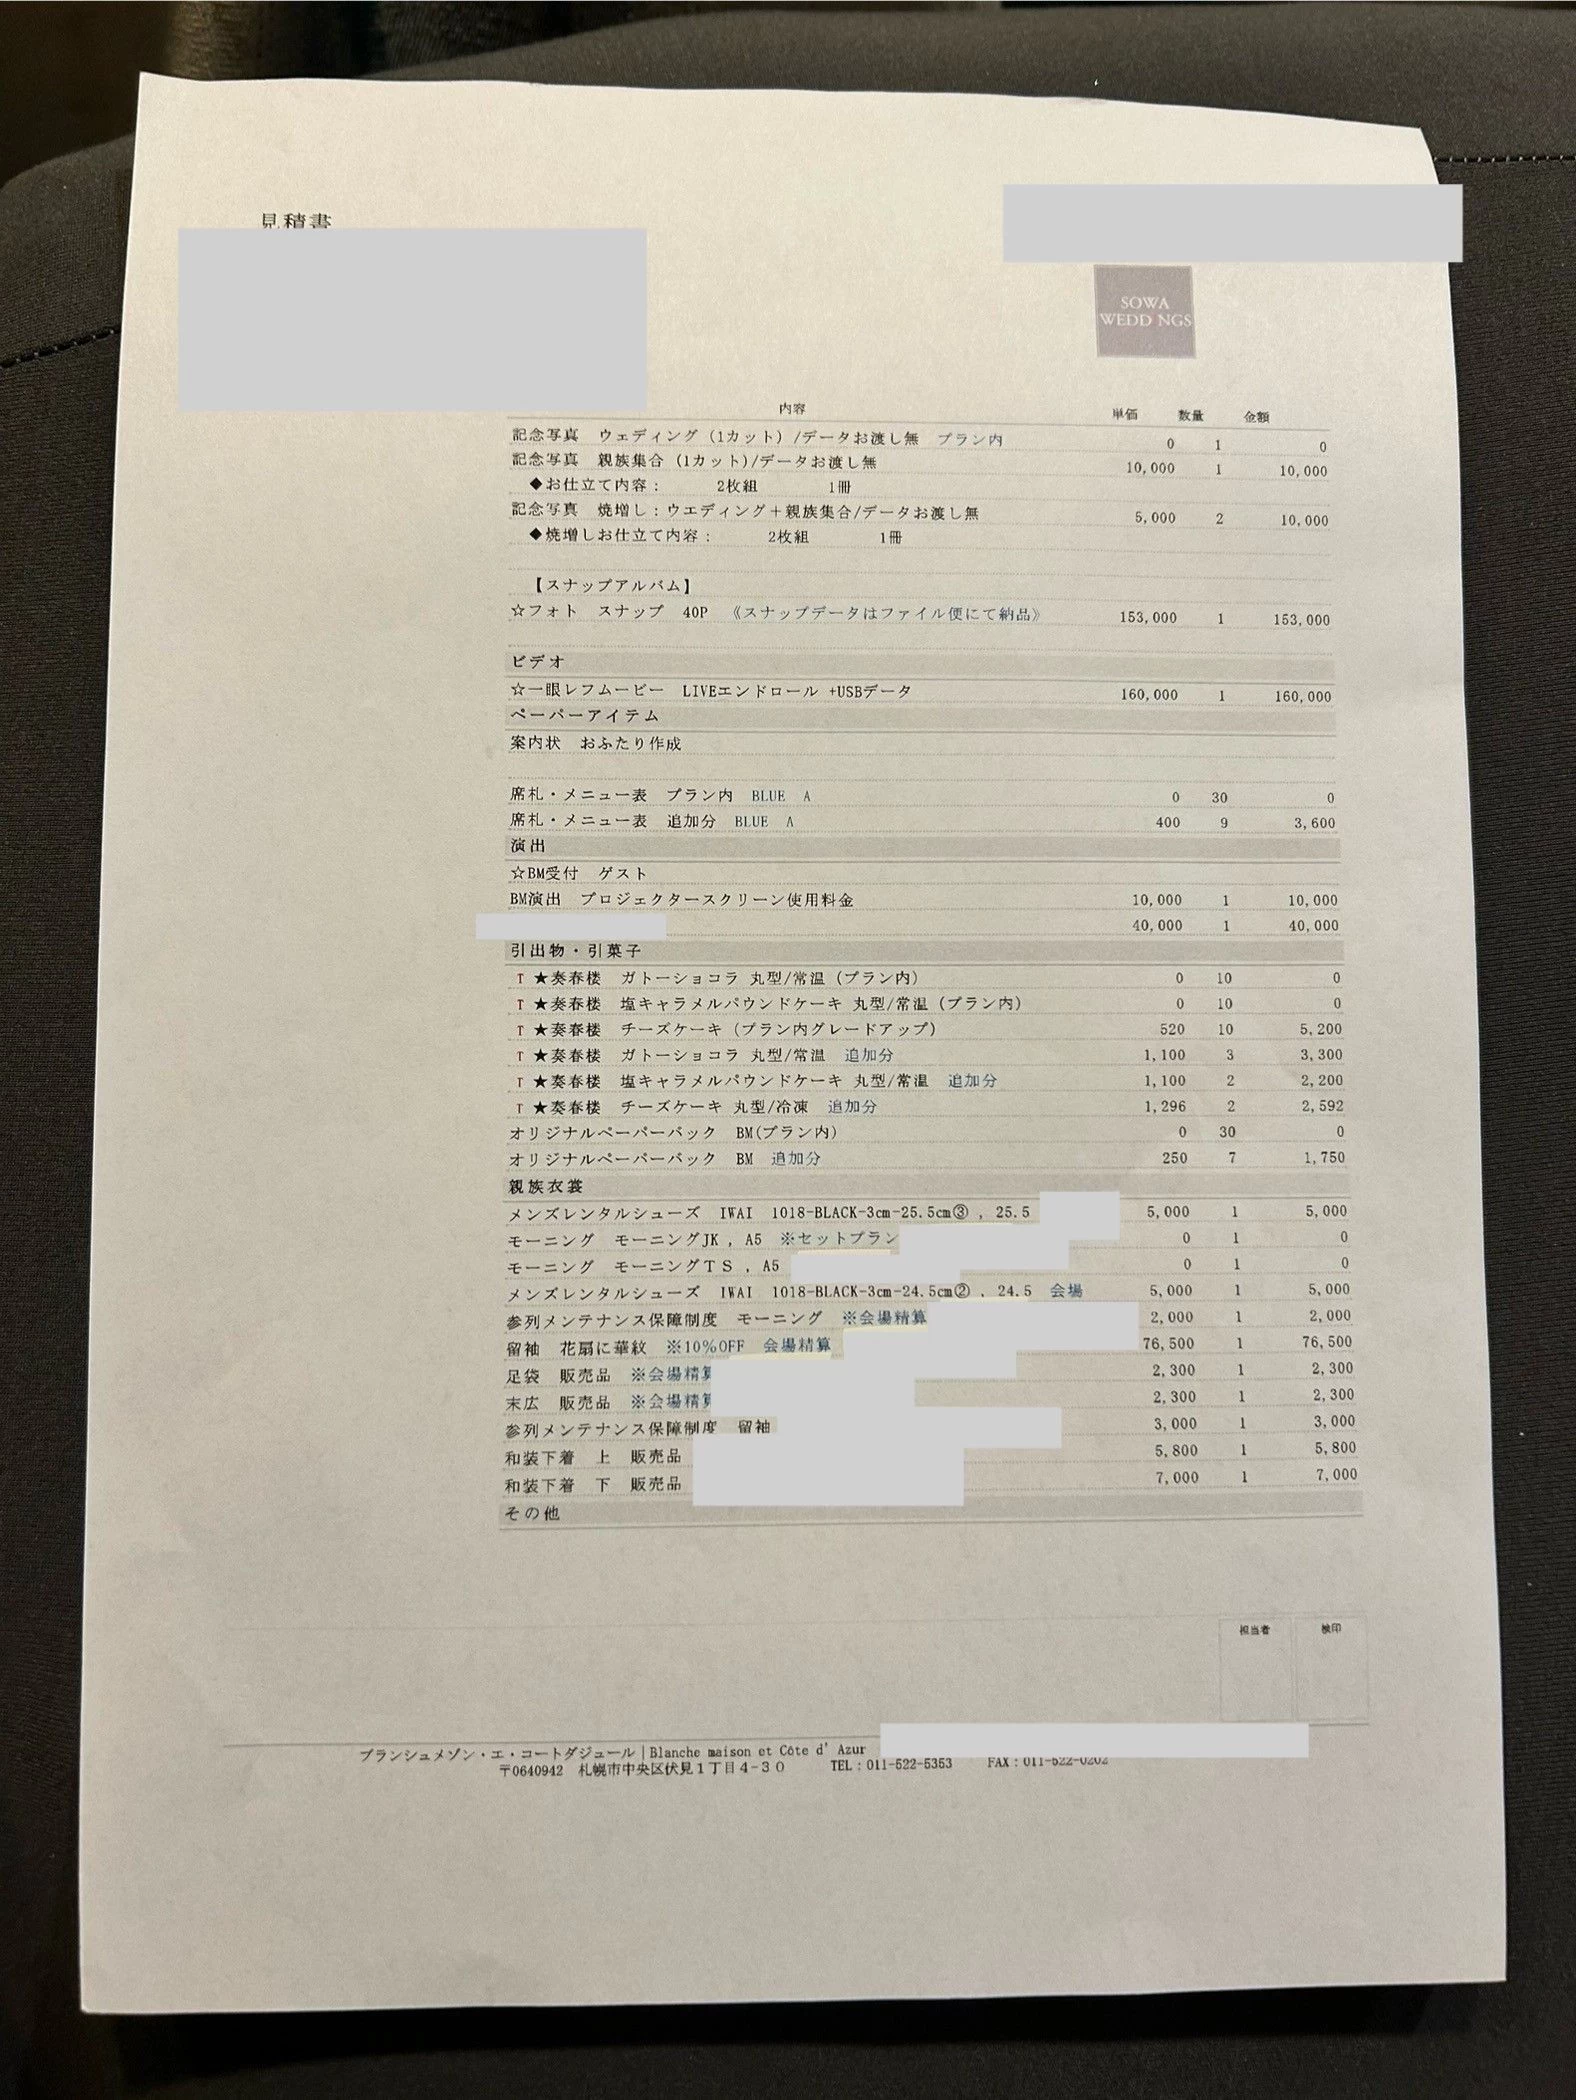 見積書
SOWA
WEDD NGS
内容 単価 数量 金額
記念写真 ウェディング (1カット) /データお渡し無 プラン内 0 1 0
記念写真 親族集合 (1カット)/データお渡し無 10,000 1 10,000
◆お仕立て内容: 2枚組 1冊
記念写真 焼増し:ウエディング+親族集合/データお渡し無 5,000 2 10,000
◆焼増しお仕立て内容: 2枚組 1冊
【スナップアルバム】
☆フォト スナップ 40P 《スナップデータはファイル便にて納品》 153,000 1 153,000
ビデオ
☆一眼レフムービー LIVEエンドロール +USBデータ 160,000 1 160,000
ペーパーアイテム
案内状 おふたり作成
席札・メニュー表 プラン内 BLUE A 0 30 0
席札・メニュー表 追加分 BLUE A 400 9 3,600
演出
☆BM受付 ゲスト
BM演出 プロジェクタースクリーン使用料金 10,000 1 10,000
40,000 1 40,000
引出物・引菓子
T ★奏春楼 ガトーショコラ 丸型/常温 (プラン内) 0 10 0
T ★奏春楼 塩キャラメルパウンドケーキ 丸型/常温 (プラン内) 0 10 0
T ★奏春楼 チーズケーキ (プラン内グレードアップ) 520 10 5,200
T ★奏春楼 ガトーショコラ 丸型/常温 追加分 1,100 3 3,300
T ★奏春楼 塩キャラメルパウンドケーキ 丸型/常温 追加分 1,100 2 2,200
T ★奏春楼 チーズケーキ 丸型/冷凍 追加分 1,296 2 2,592
オリジナルペーパーバック BM(プラン内) 0 30 0
オリジナルペーパーバック BM 追加分 250 7 1,750
親族衣裳
メンズレンタルシューズ IWAI 1018-BLACK-3cm-25.5cm③ , 25.5 5,000 1 5,000
モーニング モーニングJK , A5 ※セットプラン 0 1 0
モーニング モーニングTS , A5 0 1 0
メンズレンタルシューズ IWAI 1018-BLACK-3cm-24.5cm② , 24.5 会場 5,000 1 5,000
参列メンテナンス保障制度 モーニング ※会場精算 2,000 1 2,000
留袖 花扇に華紋 ※10%OFF 会場精算 76,500 1 76,500
足袋 販売品 ※会場精算 2,300 1 2,300
末広 販売品 ※会場精算 2,300 1 2,300
参列メンテナンス保障制度 留袖 3,000 1 3,000
和装下着 上 販売品 5,800 1 5,800
和装下着 下 販売品 7,000 1 7,000
その他
担当者 検印
ブランシュメゾン・エ・コートダジュール|Blanche maison et Côte d' Azur
〒0640942 札幌市中央区伏見1丁目4-30 TEL:011-522-5353 FAX:011-522-0202